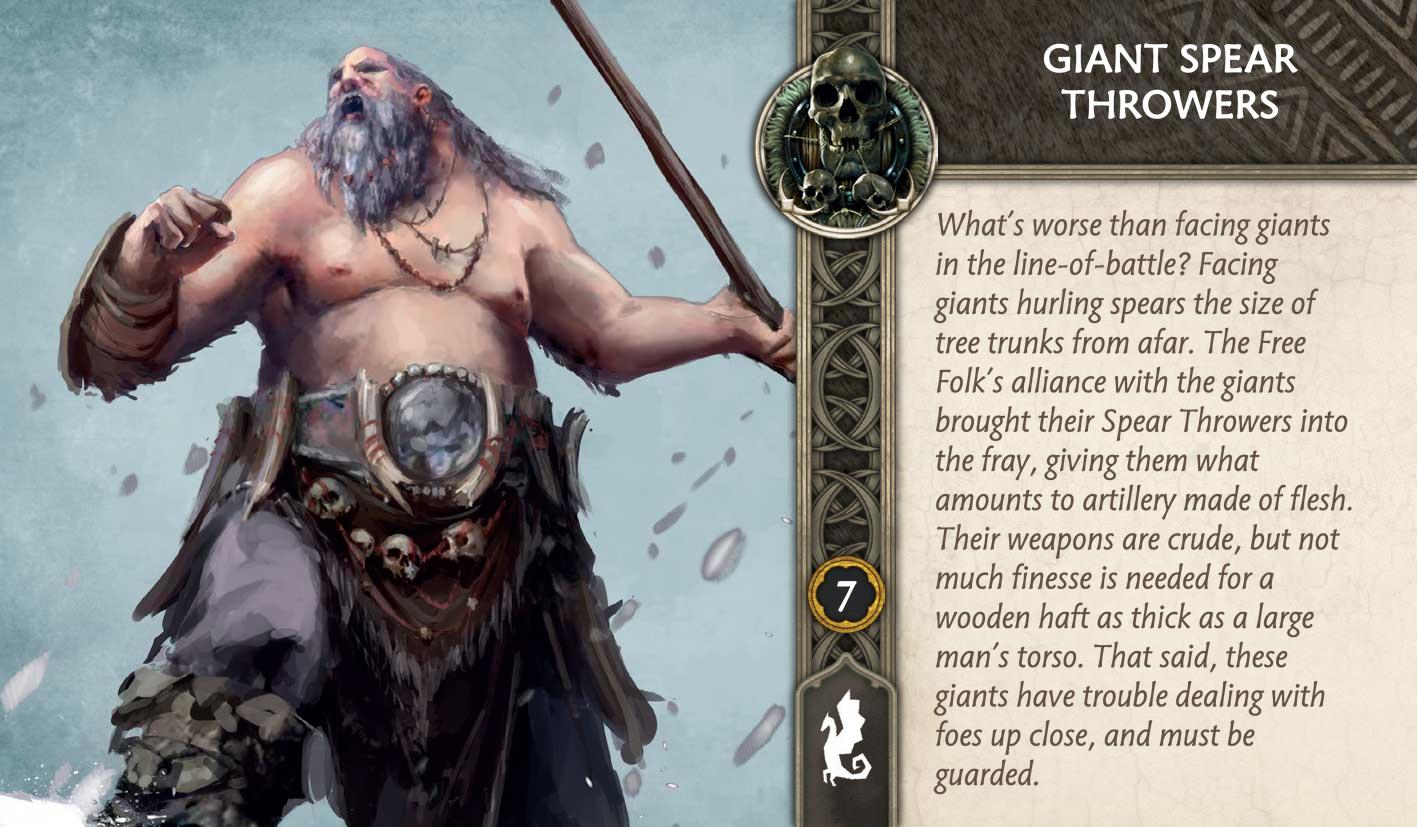 GIANT SPEAR
THROWERS
What's worse than facing giants
in the line-of-battle? Facing
giants hurling spears the size of
tree trunks from afar. The Free
Folk's alliance with the giants
brought their Spear Throwers into
the fray, giving them what
amounts to artillery made of flesh.
Their weapons are crude, but not
much finesse is needed for a
wooden haft as thick as a large
man's torso. That said, these
giants have trouble dealing with
foes up close, and must be
guarded.
7